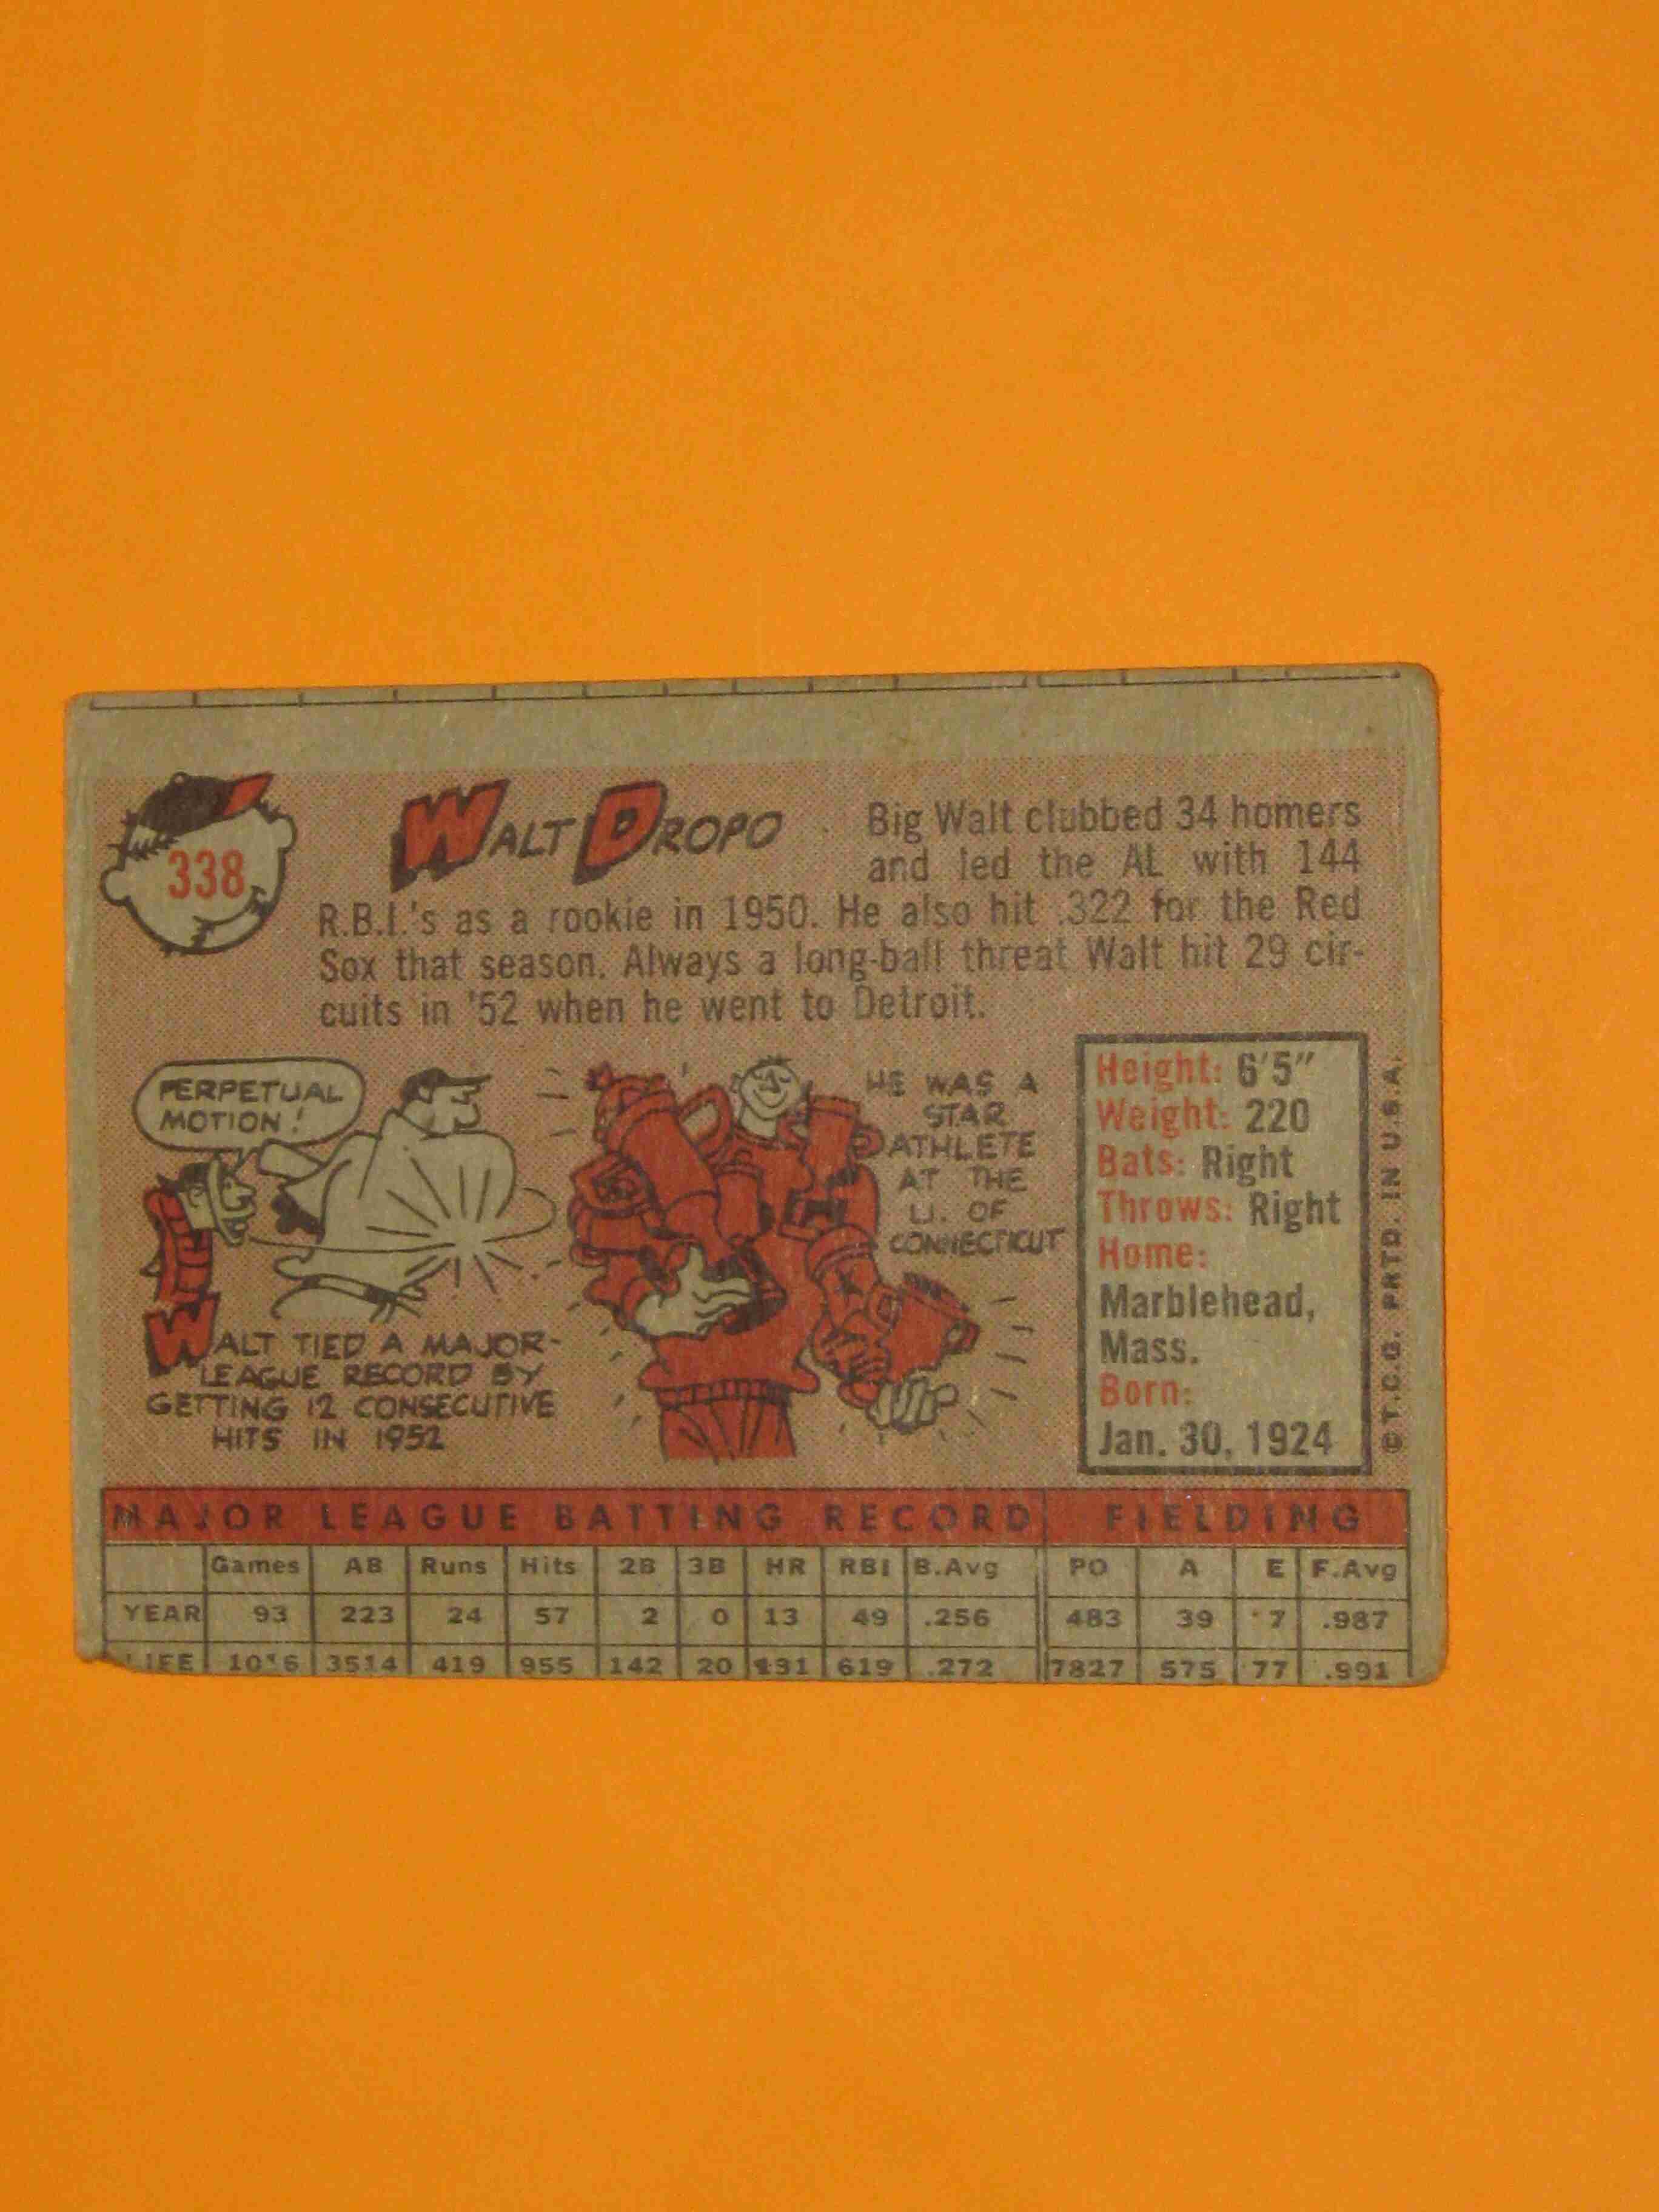 338
WALT DROPO
Big Walt clubbed 34 homers
and led the AL with 144
R.B.I.'s as a rookie in 1950. He also hit .322 for the Red
Sox that season. Always a long-ball threat Walt hit 29 cir-
cuits in '52 when he went to Detroit.
PERPETUAL
MOTION!
WALT TIED A MAJOR-
LEAGUE RECORD BY
GETTING 12 CONSECUTIVE
HITS IN 1952
HE WAS A
STAR
ATHLETE
AT THE
U. OF
CONNECTICUT
Height: 6'5"
Weight: 220
Bats: Right
Throws: Right
Home:
Marblehead,
Mass.
Born:
Jan. 30, 1924
© T.C.G. PRTD. IN U.S.A.
MAJOR LEAGUE BATTING RECORD FIELDING
Games AB Runs Hits 2B 3B HR RBI B.Avg PO A E F.Avg
YEAR 93 223 24 57 2 0 13 49 .256 483 39 7 .987
LIFE 3514 419 955 142 20 131 619 .272 7827 575 77 .991